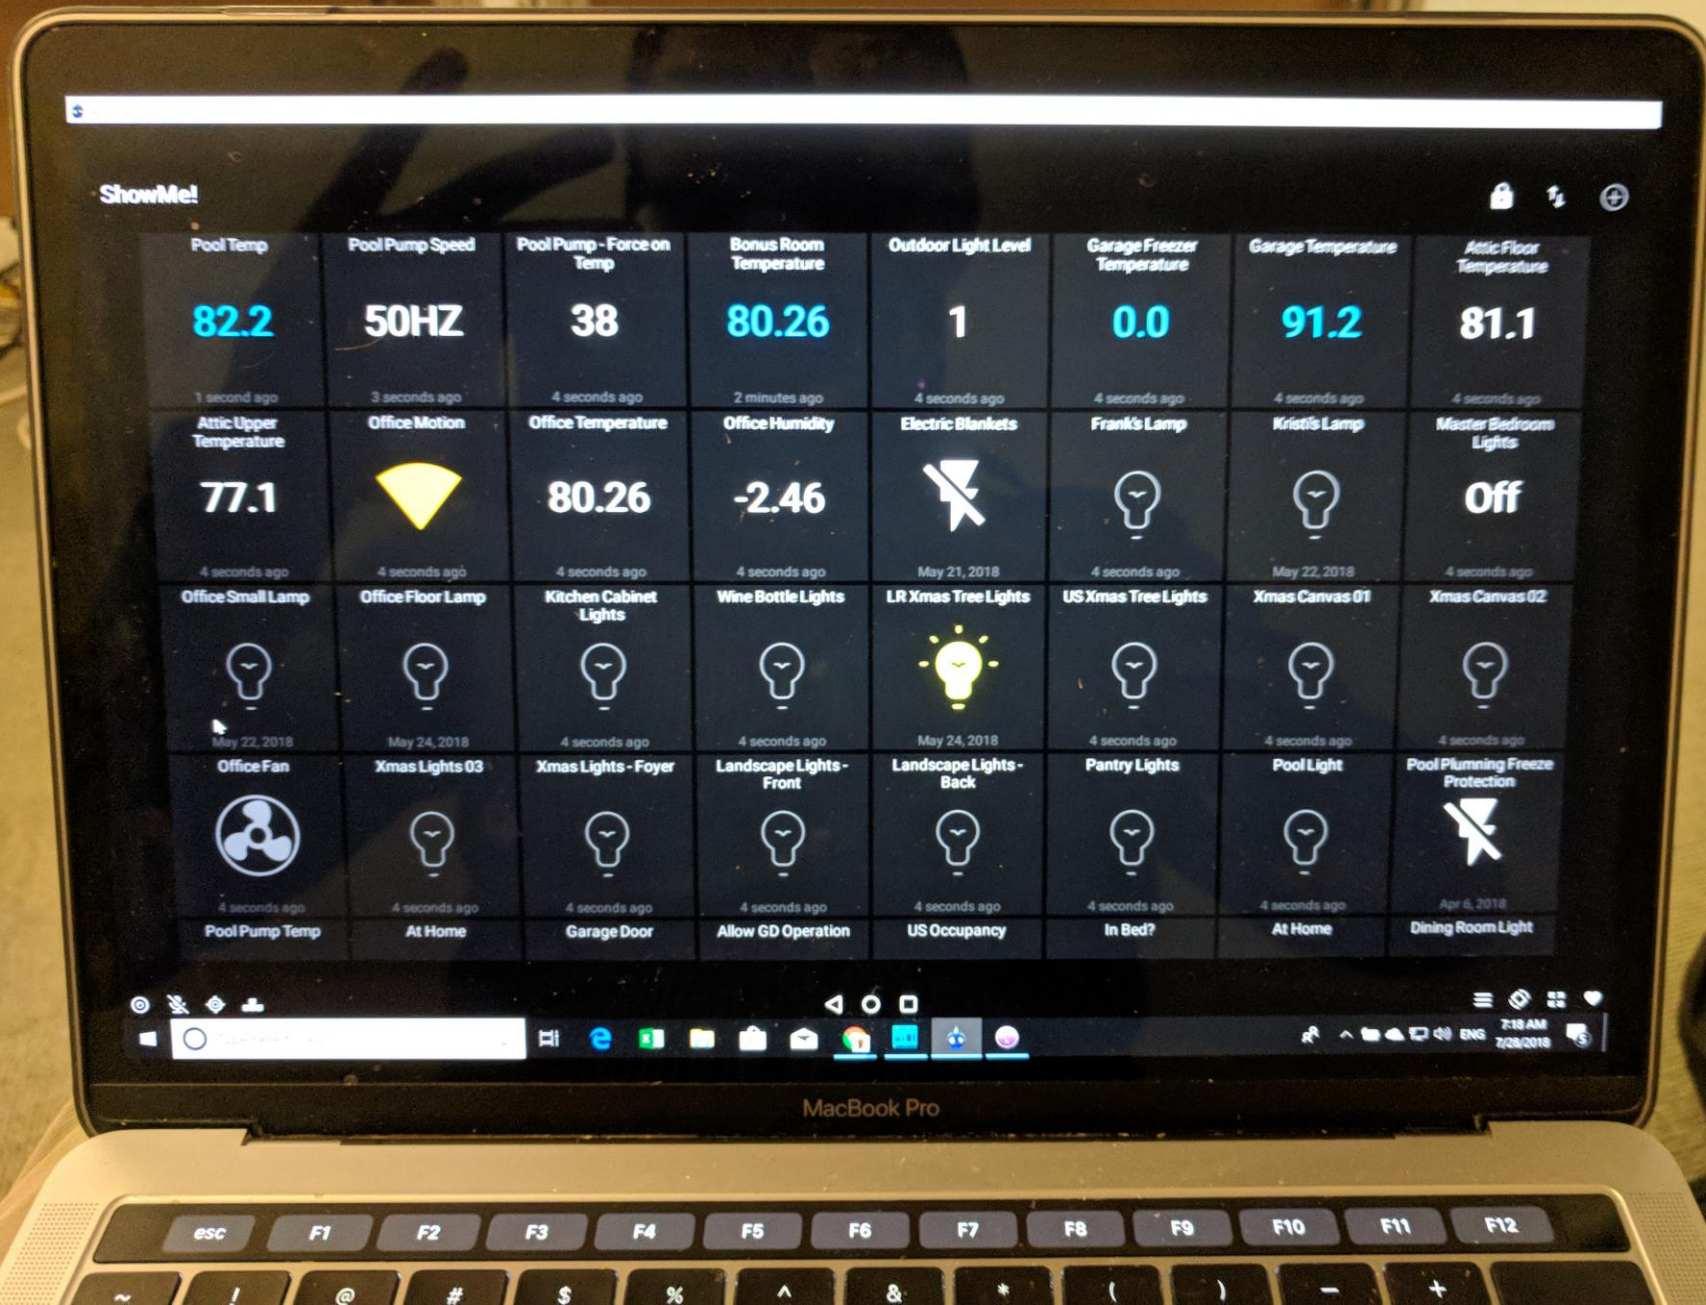 ShowMe!
Pool Temp
82.2
1 second ago
Pool Pump Speed
50HZ
3 seconds ago
Pool Pump - Force on
Temp
38
4 seconds ago
Bonus Room
Temperature
80.26
2 minutes ago
Outdoor Light Level
1
4 seconds ago
Garage Freezer
Temperature
0.0
4 seconds ago
Garage Temperature
91.2
4 seconds ago
Attic Floor
Temperature
81.1
4 seconds ago
Attic Upper
Temperature
77.1
4 seconds ago
Office Motion
4 seconds ago
Office Temperature
80.26
4 seconds ago
Office Humidity
-2.46
4 seconds ago
Electric Blankets
May 21, 2018
Frank's Lamp
4 seconds ago
Kristi's Lamp
May 22, 2018
Master Bedroom
Lights
Off
4 seconds ago
Office Small Lamp
May 22, 2018
Office Floor Lamp
May 24, 2018
Kitchen Cabinet
Lights
4 seconds ago
Wine Bottle Lights
4 seconds ago
LR Xmas Tree Lights
May 24, 2018
US Xmas Tree Lights
4 seconds ago
Xmas Canvas 01
4 seconds ago
Xmas Canvas 02
4 seconds ago
Office Fan
4 seconds ago
Xmas Lights 03
4 seconds ago
Xmas Lights - Foyer
4 seconds ago
Landscape Lights -
Front
4 seconds ago
Landscape Lights -
Back
4 seconds ago
Pantry Lights
4 seconds ago
Pool Light
4 seconds ago
Pool Plumning Freeze
Protection
Apr 6, 2018
Pool Pump Temp
At Home
Garage Door
Allow GD Operation
US Occupancy
In Bed?
At Home
Dining Room Light
ENG
7:18 AM
7/28/2018
5
MacBook Pro
esc F1 F2 F3 F4 F5 F6 F7 F8 F9 F10 F11 F12
~ ! @ # $ % ^ & * ( ) – +